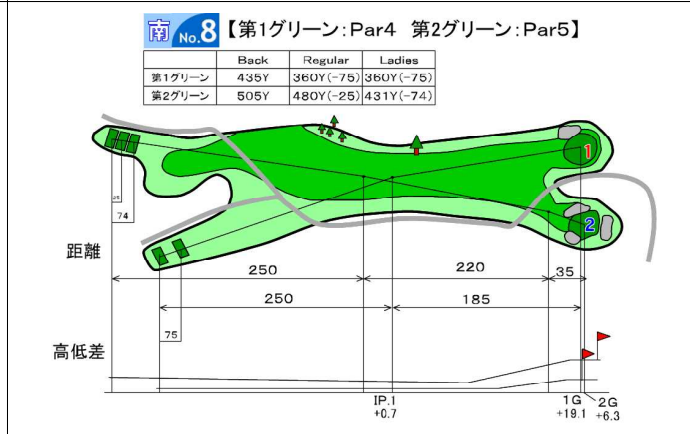 南 No.8 【第1グリーン:Par4 第2グリーン:Par5】
Back Regular Ladies
第1グリーン 435Y 360Y(-75) 360Y(-75)
第2グリーン 505Y 480Y(-25) 431Y(-74)
1
74
2
距離
250 220 35
250 185
75
高低差
IP.1 1G 2G
+0.7 +19.1 +6.3